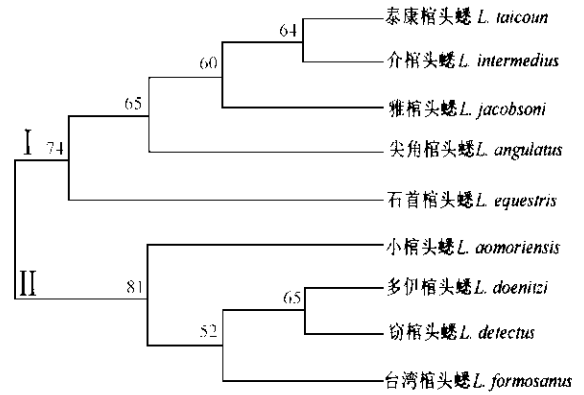 泰康棺头蟋 L. taicoun
64
介棺头蟋 L. intermedius
60
雅棺头蟋 L. jacobsoni
65
I
74
尖角棺头蟋 L. angulatus
石首棺头蟋 L. equestris
小棺头蟋 L. aomoriensis
II
81
多伊棺头蟋 L. doenitzi
65
52
窃棺头蟋 L. detectus
台湾棺头蟋 L. formosanus